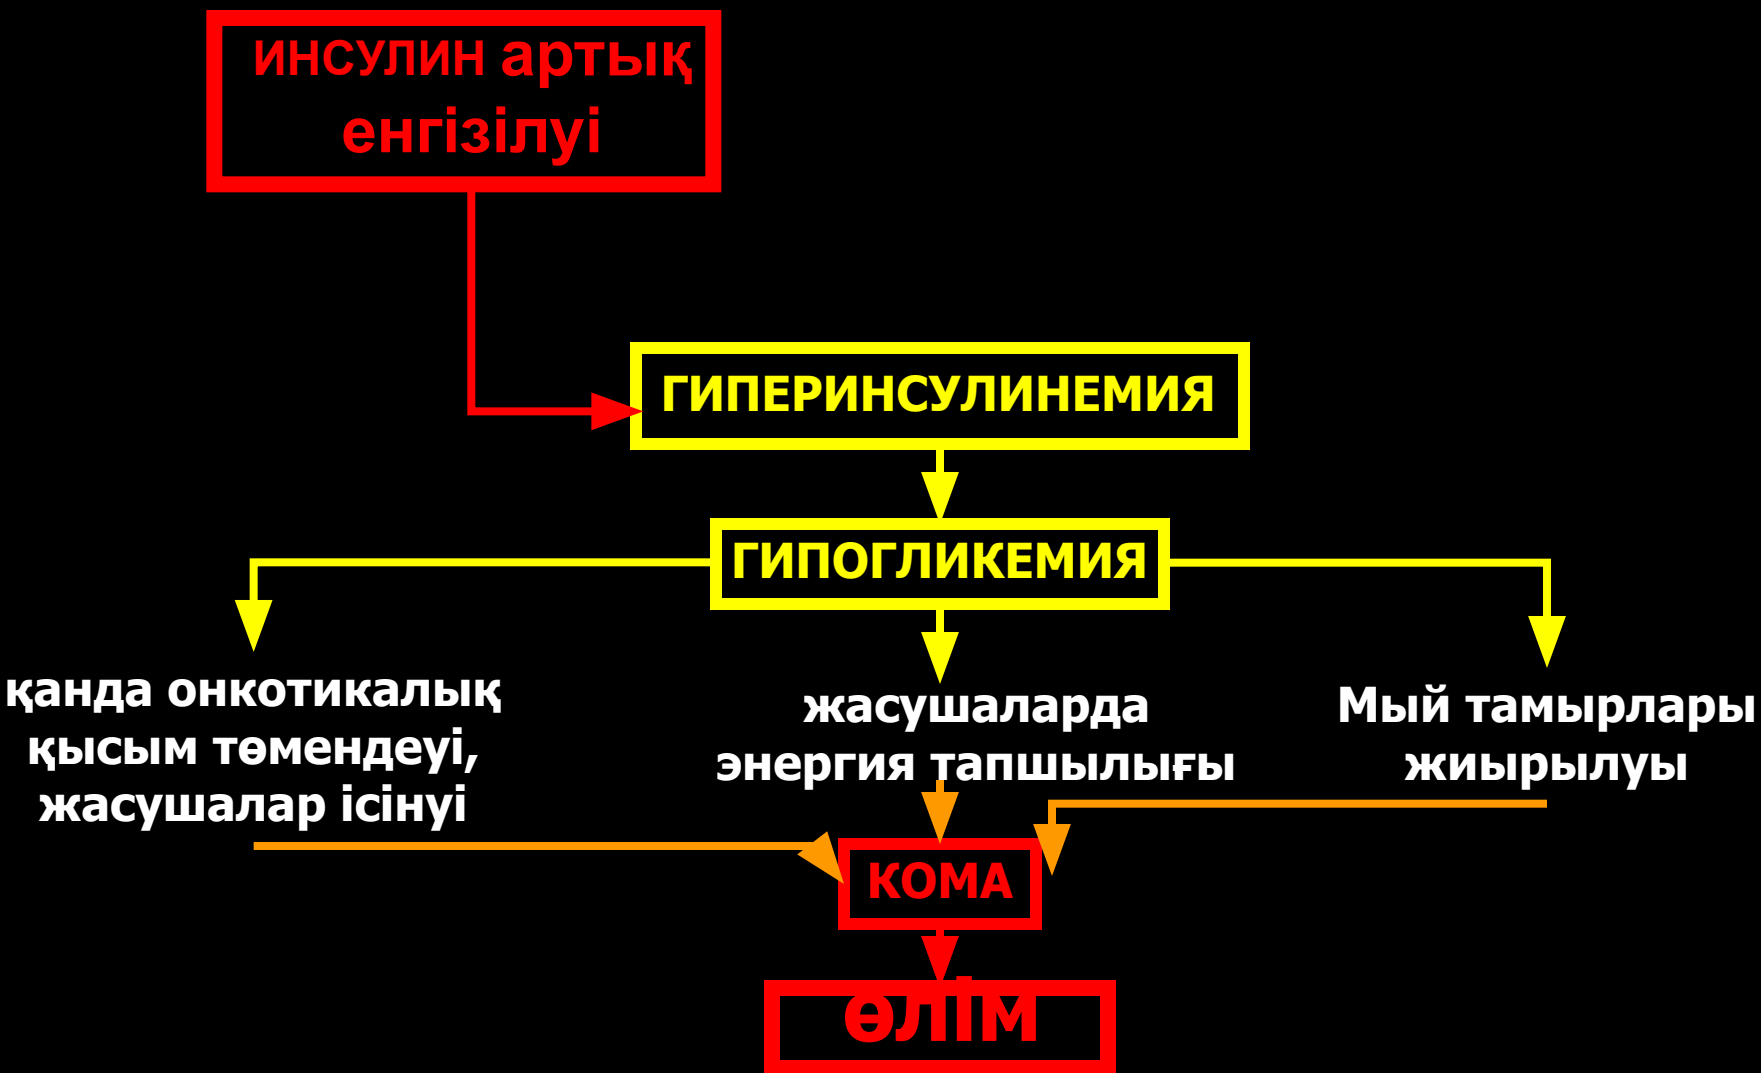 ИНСУЛИН артық
енгізілуі
ГИПЕРИНСУЛИНЕМИЯ
ГИПОГЛИКЕМИЯ
қанда онкотикалық
қысым төмендеуі,
жасушалар ісінуі
жасушаларда
энергия тапшылығы
Мый тамырлары
жиырылуы
КОМА
өлім